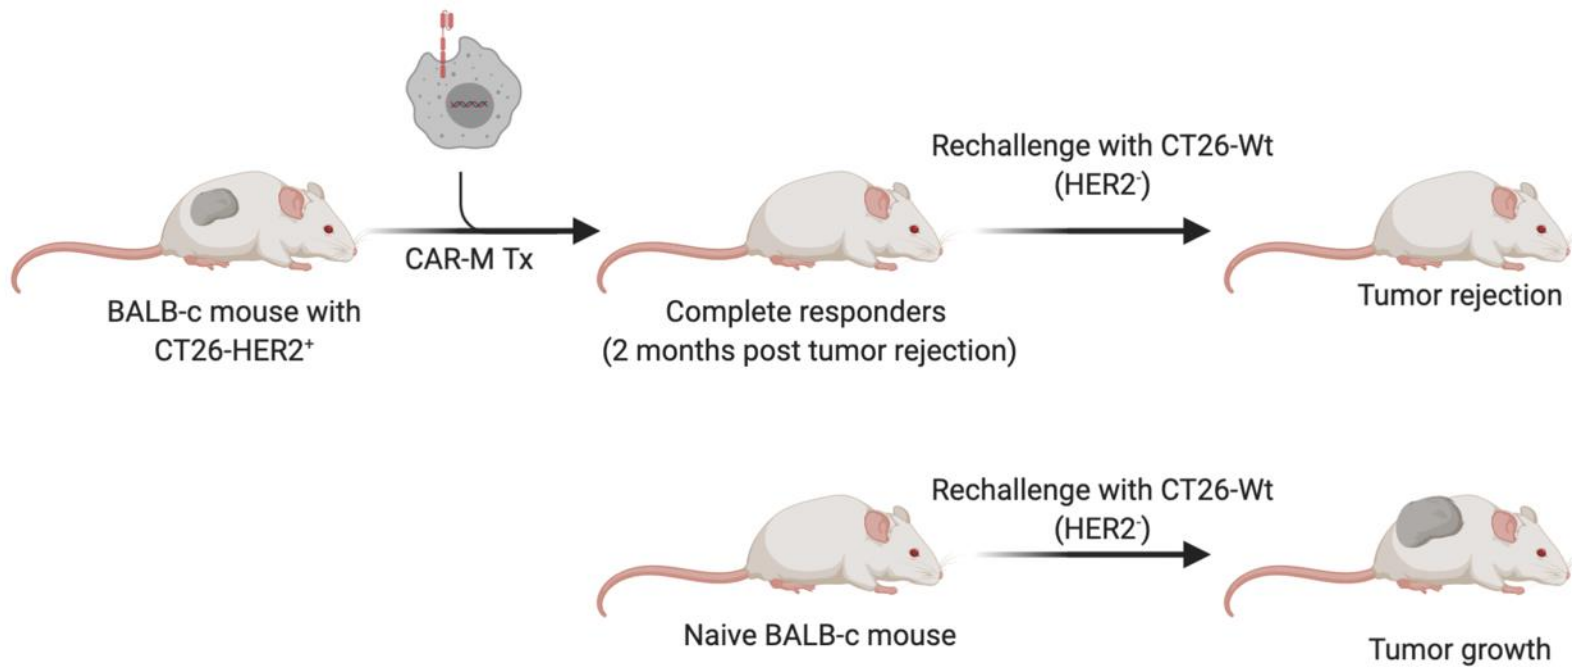 Rechallenge with CT26-Wt
(HER2⁻)
CAR-M Tx
BALB-c mouse with
CT26-HER2⁺
Complete responders
(2 months post tumor rejection)
Tumor rejection
Rechallenge with CT26-Wt
(HER2⁻)
Naive BALB-c mouse
Tumor growth